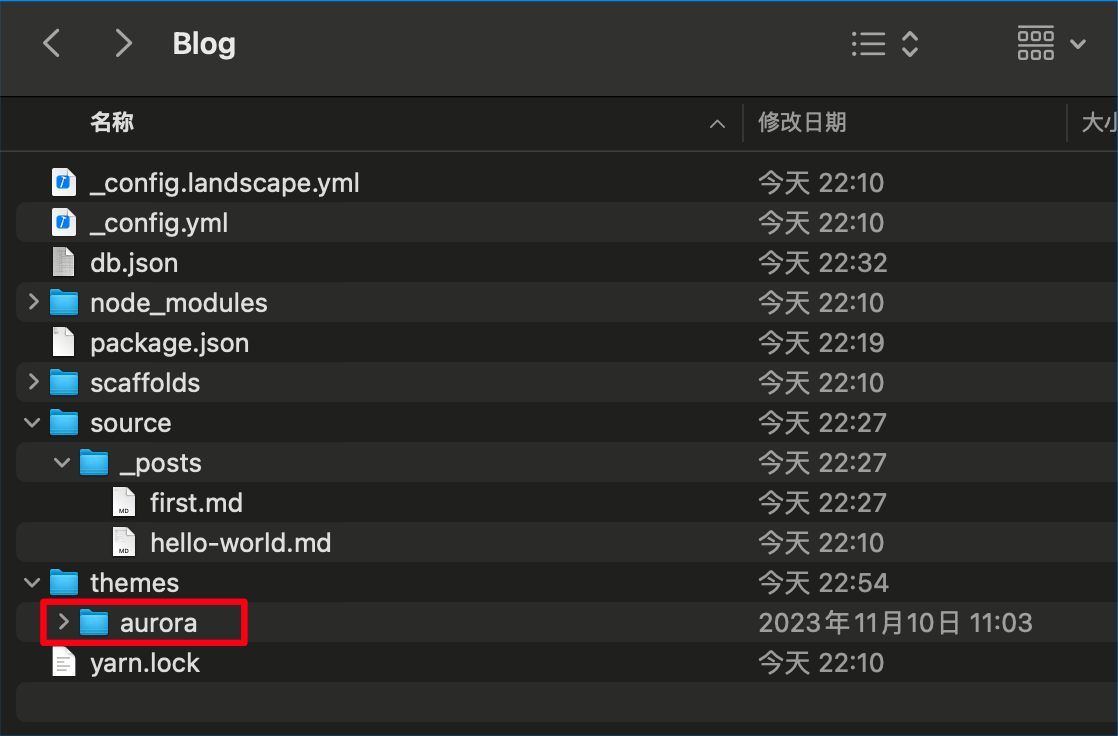 Blog
名称 修改日期
_config.landscape.yml 今天 22:10
_config.yml 今天 22:10
db.json 今天 22:32
node_modules 今天 22:10
package.json 今天 22:19
scaffolds 今天 22:10
source 今天 22:27
_posts 今天 22:27
first.md 今天 22:27
hello-world.md 今天 22:10
themes 今天 22:54
aurora 2023年11月10日 11:03
yarn.lock 今天 22:10